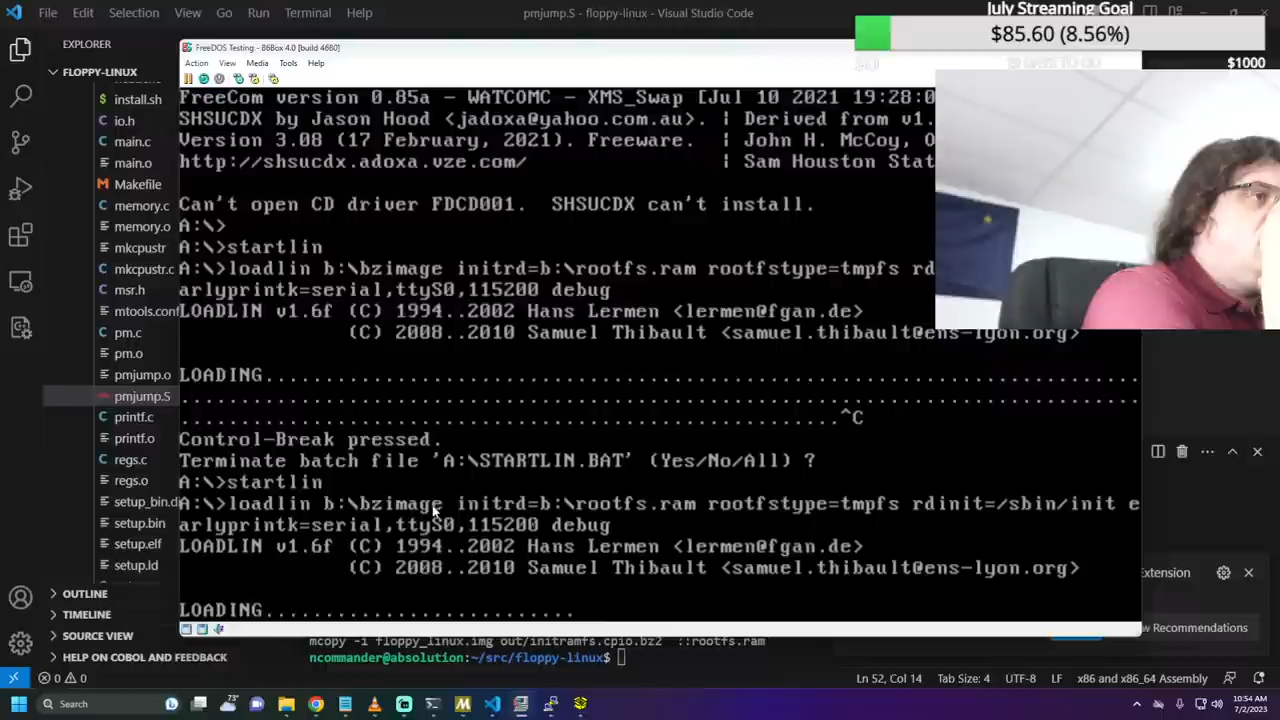 File Edit Selection View Go Run Terminal Help
pmjump.S - floppy-linux - Visual Studio Code
July Streaming Goal
$85.60 (8.56%)
$1000
EXPLORER
FLOPPY-LINUX
install.sh
io.h
main.c
main.o
Makefile
memory.c
memory.o
mkcpustr
mkcpustr.c
msr.h
mtools.conf
pm.c
pm.o
pmjump.o
pmjump.S
printf.c
printf.o
regs.c
regs.o
setup_bin.d
setup.bin
setup.elf
setup.ld
OUTLINE
TIMELINE
SOURCE VIEW
HELP ON COBOL AND FEEDBACK
FreeDOS Testing - 86Box 4.0 [build 4680]
Action View Media Tools Help
FreeCom version 0.85a - WATCOMC - XMS_Swap [Jul 10 2021 19:28:0
SHSUCDX by Jason Hood <jadoxa@yahoo.com.au>. | Derived from v1.
Version 3.08 (17 February, 2021). Freeware. | John H. McCoy, O
http://shsucdx.adoxa.vze.com/ | Sam Houston Stat
Can't open CD driver FDCD001. SHSUCDX can't install.
A:\>
A:\>startlin
A:\>loadlin b:\bzimage initrd=b:\rootfs.ram rootfstype=tmpfs rd
arlyprintk=serial,ttyS0,115200 debug
LOADLIN v1.6f (C) 1994..2002 Hans Lermen <lermen@fgan.de>
(C) 2008..2010 Samuel Thibault <samuel.thibault@ens-lyon.org>
LOADING.......................................................................................
...............................................................................................
..............................................................^C
Control-Break pressed.
Terminate batch file 'A:\STARTLIN.BAT' (Yes/No/All) ?
A:\>startlin
A:\>loadlin b:\bzimage initrd=b:\rootfs.ram rootfstype=tmpfs rdinit=/sbin/init e
arlyprintk=serial,ttyS0,115200 debug
LOADLIN v1.6f (C) 1994..2002 Hans Lermen <lermen@fgan.de>
(C) 2008..2010 Samuel Thibault <samuel.thibault@ens-lyon.org>
LOADING..........................
Extension
w Recommendations
mcopy -i floppy_linux.img out/initramfs.cpio.bz2 ::rootfs.ram
ncommander@absolution:~/src/floppy-linux$
0 0
Ln 52, Col 14 Tab Size: 4 UTF-8 LF x86 and x86_64 Assembly
Search
73°
10:54 AM
7/2/2023